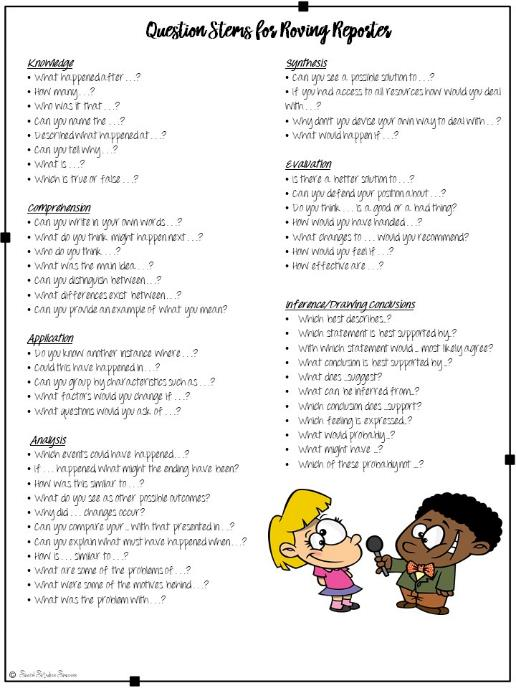 Question Stems for Roving Reporter
Knowledge
• What happened after . . .?
• How many . . .?
• Who was it that . . .?
• Can you name the . . .?
• Described what happened at . . .?
• Can you tell why . . .?
• What is . . .?
• Which is true or false . . .?
Comprehension
• Can you write in your own words . . .?
• What do you think might happen next . . .?
• Who do you think . . .?
• What was the main idea . . .?
• Can you distinguish between . . .?
• What differences exist between . . .?
• Can you provide an example of what you mean?
Application
• Do you know another instance where . . .?
• Could this have happened in . . .?
• Can you group by characteristics such as . . .?
• What factors would you change if . . .?
• What questions would you ask of . . .?
Analysis
• Which events could have happened . . .?
• If . . . happened, what might the ending have been?
• How was this similar to . . .?
• What do you see as other possible outcomes?
• Why did . . . changes occur?
• Can you compare your ... with that presented in . . .?
• Can you explain what must have happened when . . .?
• How is . . . similar to . . .?
• What are some of the problems of . . .?
• What were some of the motives behind . . .?
• What was the problem with . . .?
Synthesis
• Can you see a possible solution to . . .?
• If you had access to all resources how would you deal
with . . .?
• Why don't you devise your own way to deal with . . .?
• What would happen if . . .?
Evaluation
• Is there a better solution to . . .?
• Can you defend your position about . . .?
• Do you think . . . is a good or a bad thing?
• How would you have handled . . .?
• What changes to . . . would you recommend?
• How would you feel if . . .?
• How effective are . . .?
Inference/Drawing Conclusions
• Which best describes...?
• Which statement is best supported by...?
• With which statement would ... most likely agree?
• What conclusion is best supported by ...?
• What does ...suggest?
• What can be inferred from...?
• Which conclusion does ...support?
• Which feeling is expressed...?
• What would probably...?
• What might have ...?
• Which of these probably not ...?
©